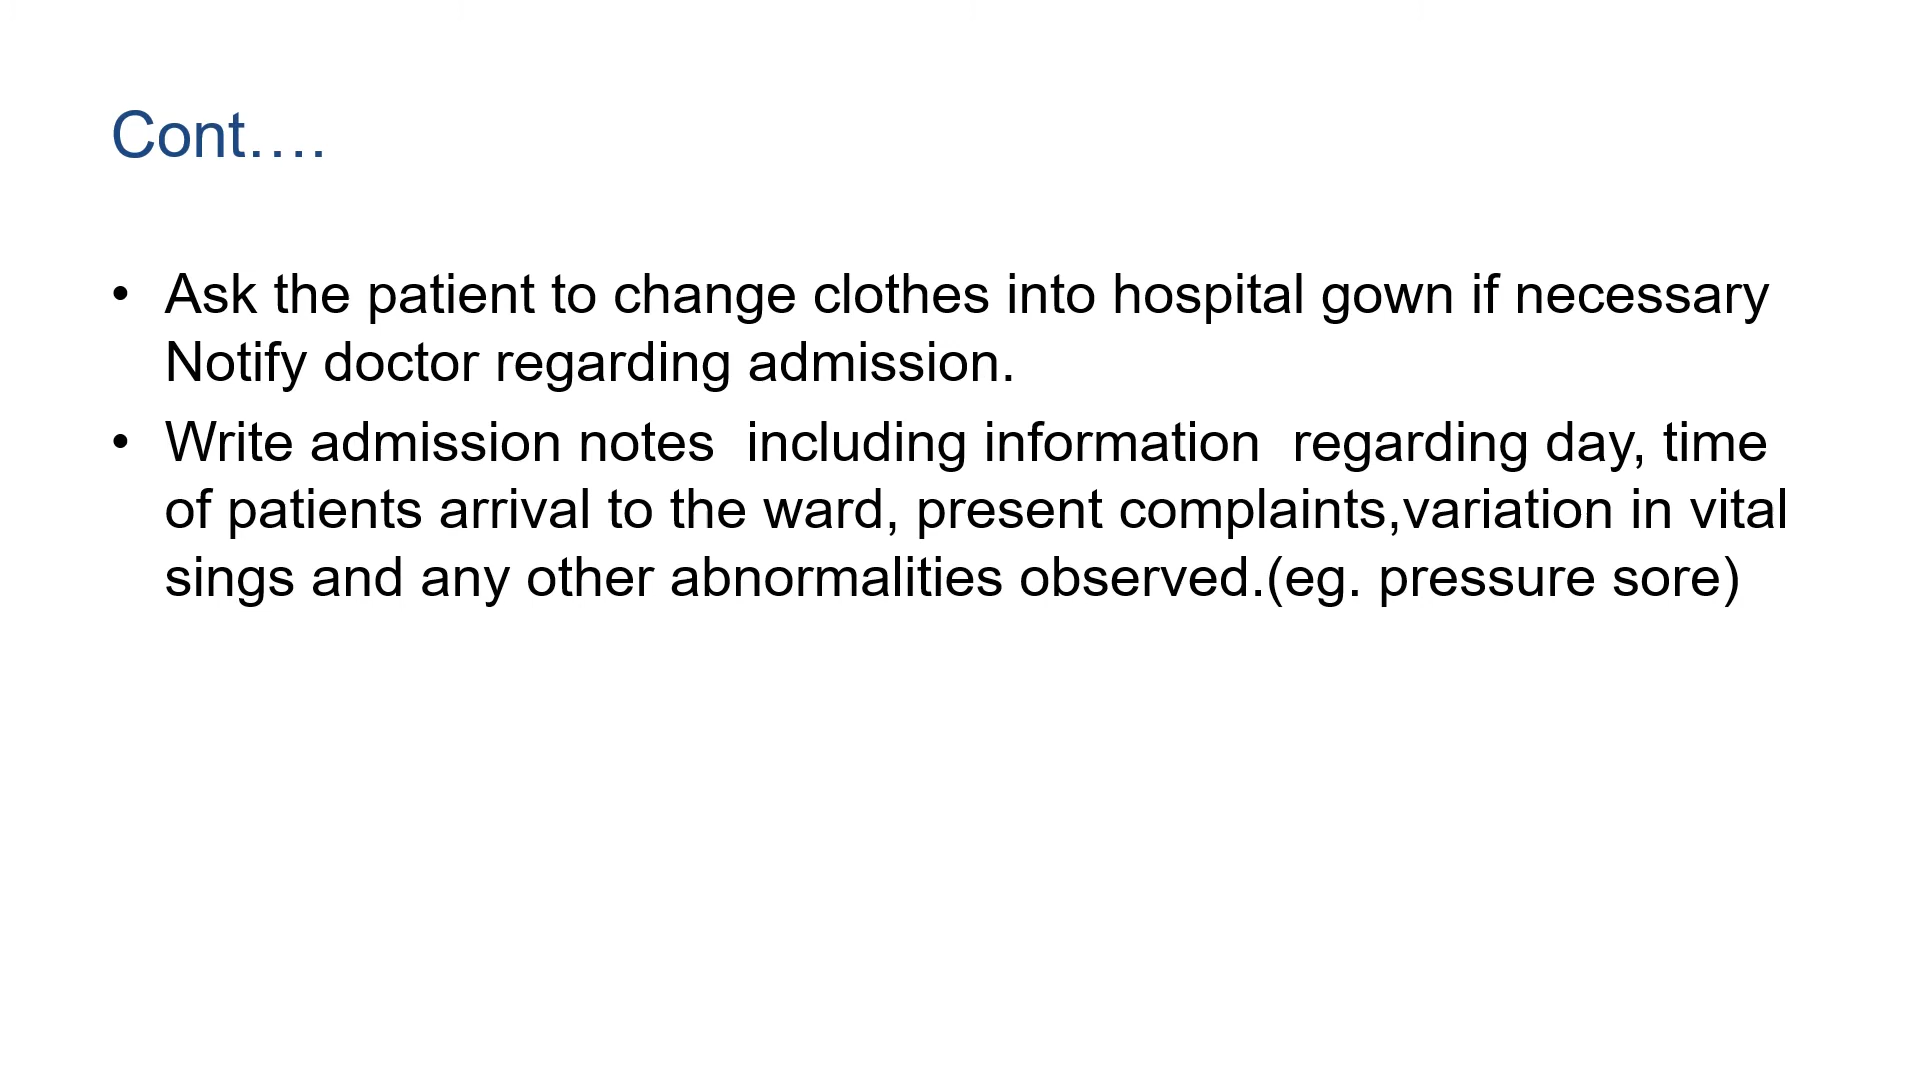 Cont….
• Ask the patient to change clothes into hospital gown if necessary
Notify doctor regarding admission.
• Write admission notes  including information  regarding day, time
of patients arrival to the ward, present complaints,variation in vital
sings and any other abnormalities observed.(eg. pressure sore)